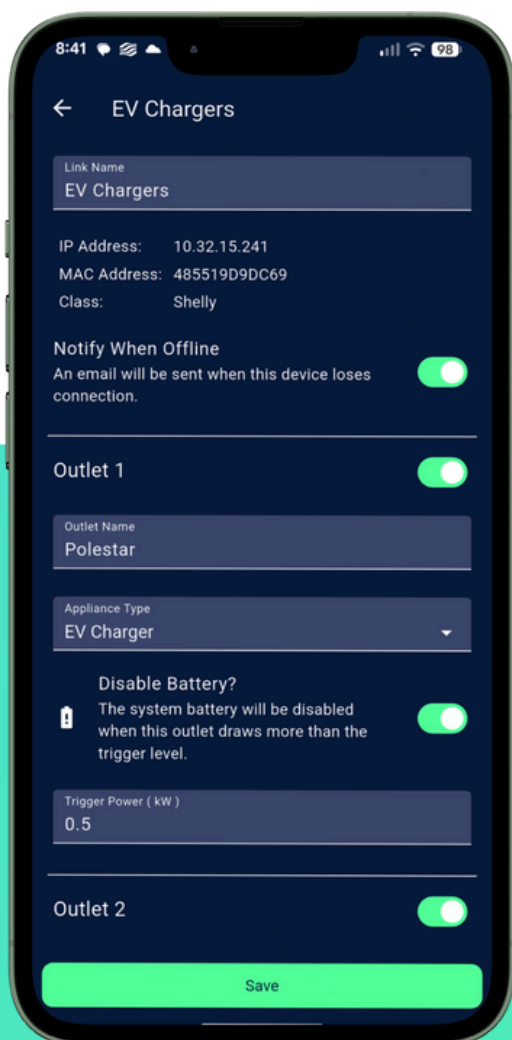 8:41
98
EV Chargers
Link Name
EV Chargers
IP Address: 10.32.15.241
MAC Address: 485519D9DC69
Class: Shelly
Notify When Offline
An email will be sent when this device loses
connection.
Outlet 1
Outlet Name
Polestar
Appliance Type
EV Charger
Disable Battery?
The system battery will be disabled
when this outlet draws more than the
trigger level.
Trigger Power ( kW )
0.5
Outlet 2
Save